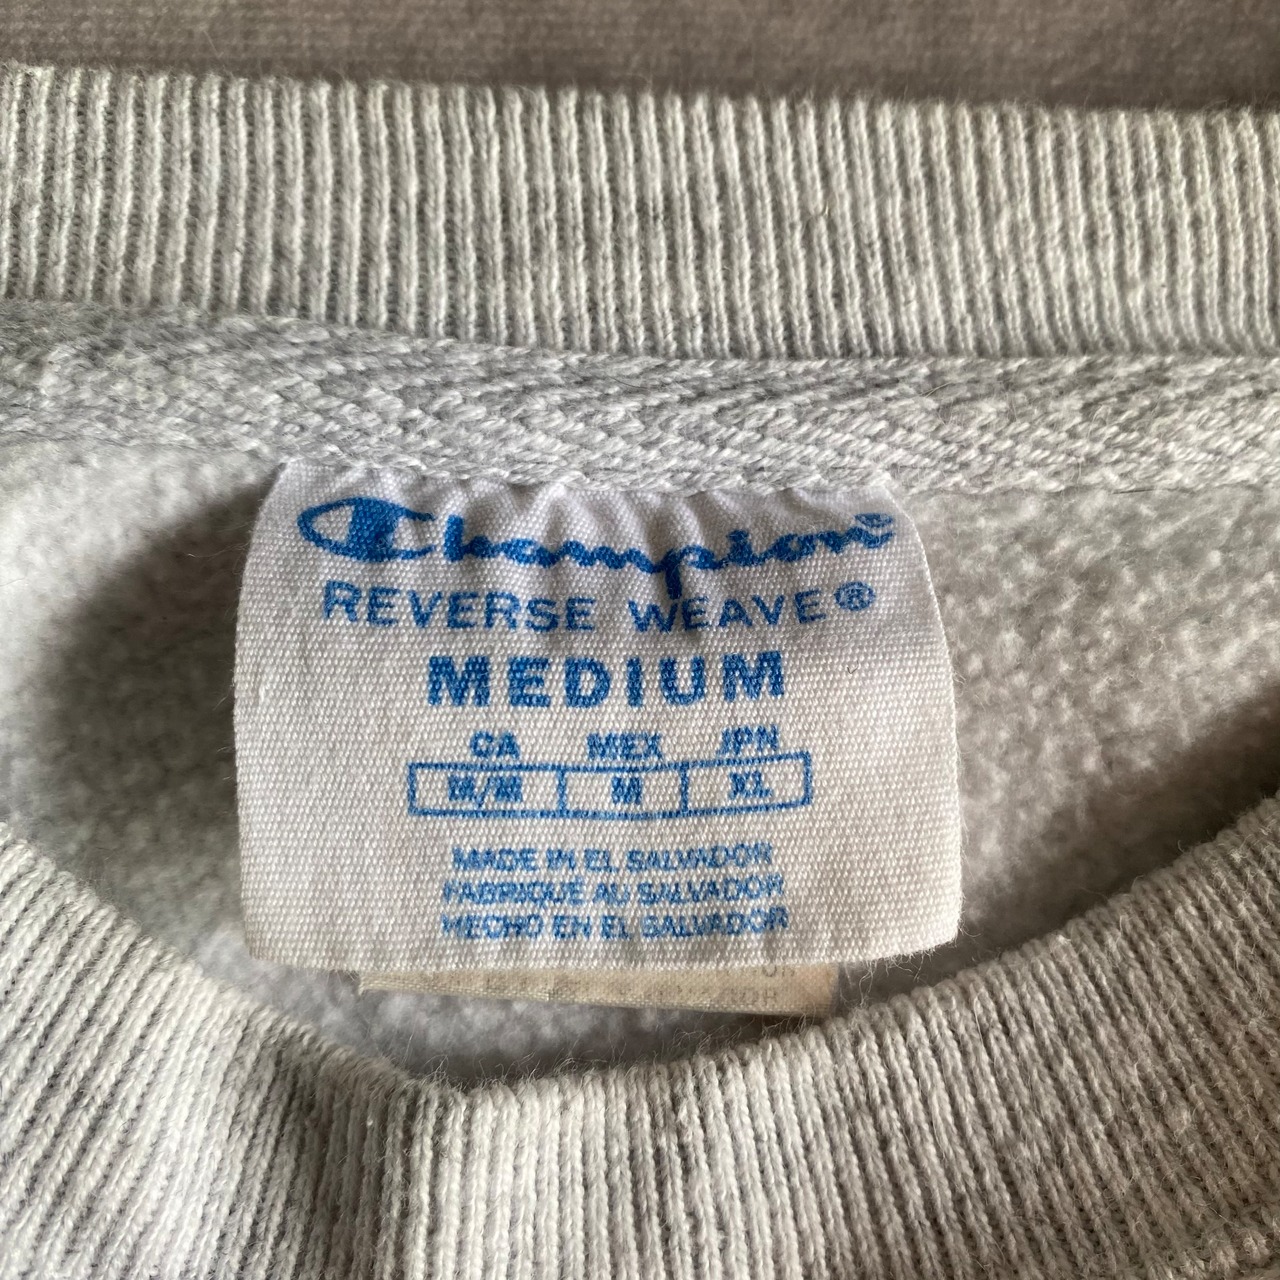 Champion®
REVERSE WEAVE®
MEDIUM
CA MEX JPN
M/M M XL
MADE IN EL SALVADOR
FABRIQUÉ AU SALVADOR
HECHO EN EL SALVADOR